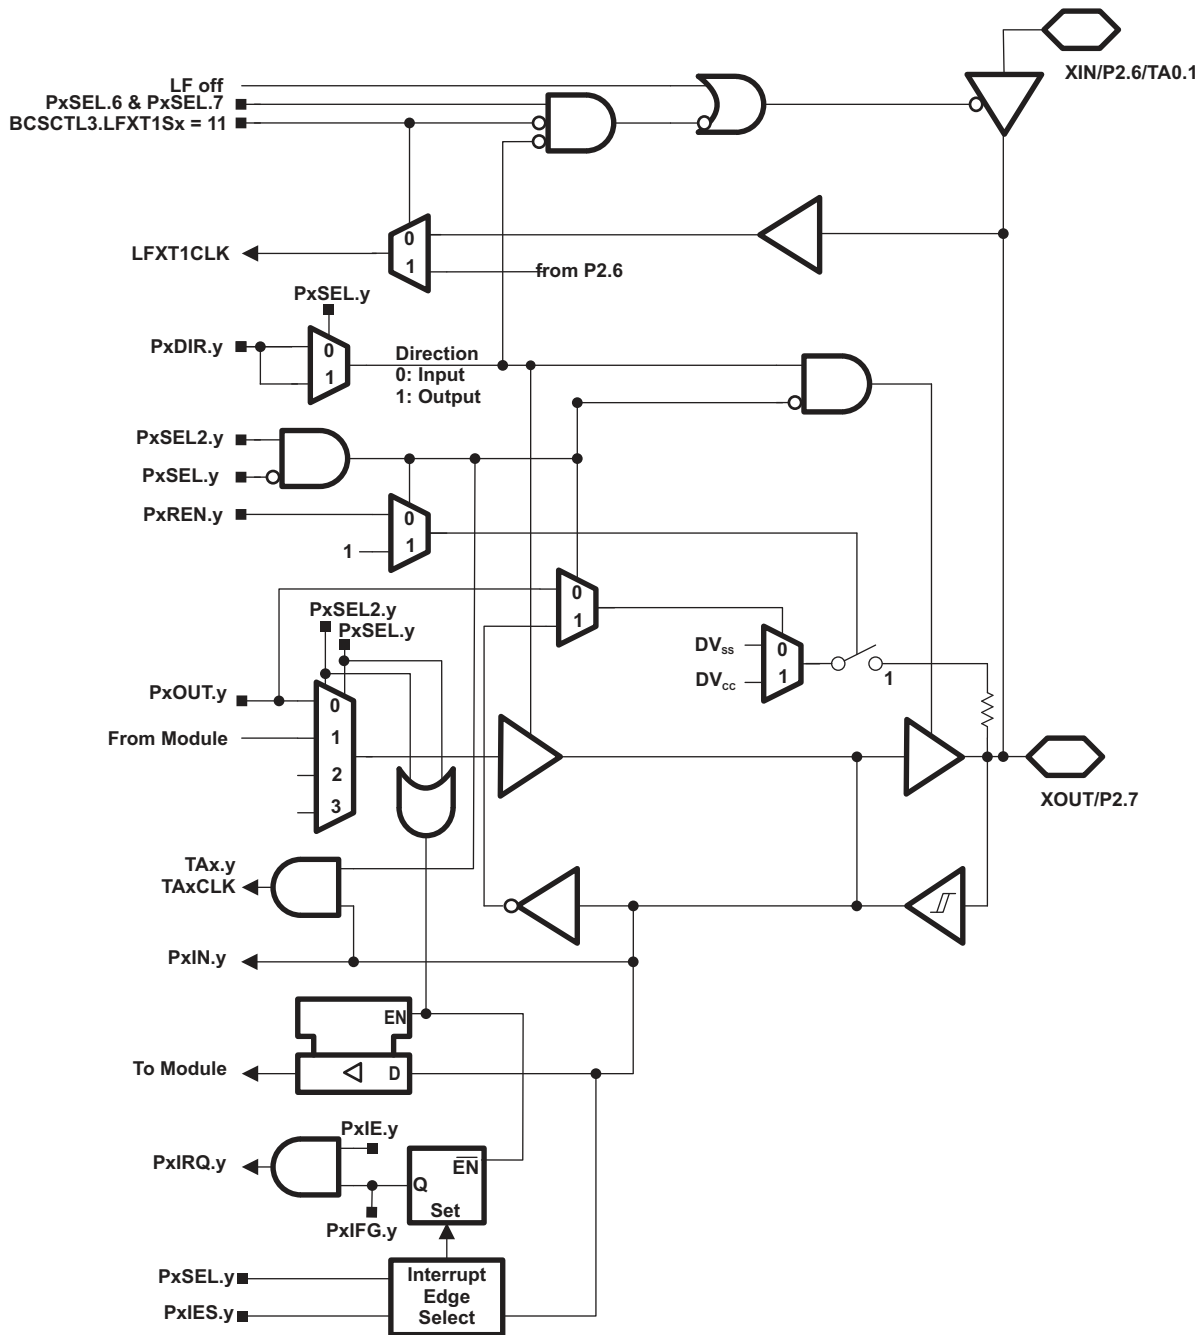 XIN/P2.6/TA0.1
LF off
PxSEL.6 & PxSEL.7
BCSCTL3.LFXT1Sx = 11
0
LFXT1CLK
1
from P2.6
PxSEL.y
PxDIR.y
0
1
Direction
0: Input
1: Output
PxSEL2.y
PxSEL.y
PxREN.y
0
1
1
0
1
PxSEL2.y
PxSEL.y
DVSS
0
DVCC
1
1
PxOUT.y
0
From Module
1
2
3
XOUT/P2.7
TAx.y
TAxCLK
PxIN.y
EN
To Module
D
PxIE.y
PxIRQ.y
EN
Q
Set
PxIFG.y
PxSEL.y
PxIES.y
Interrupt
Edge
Select